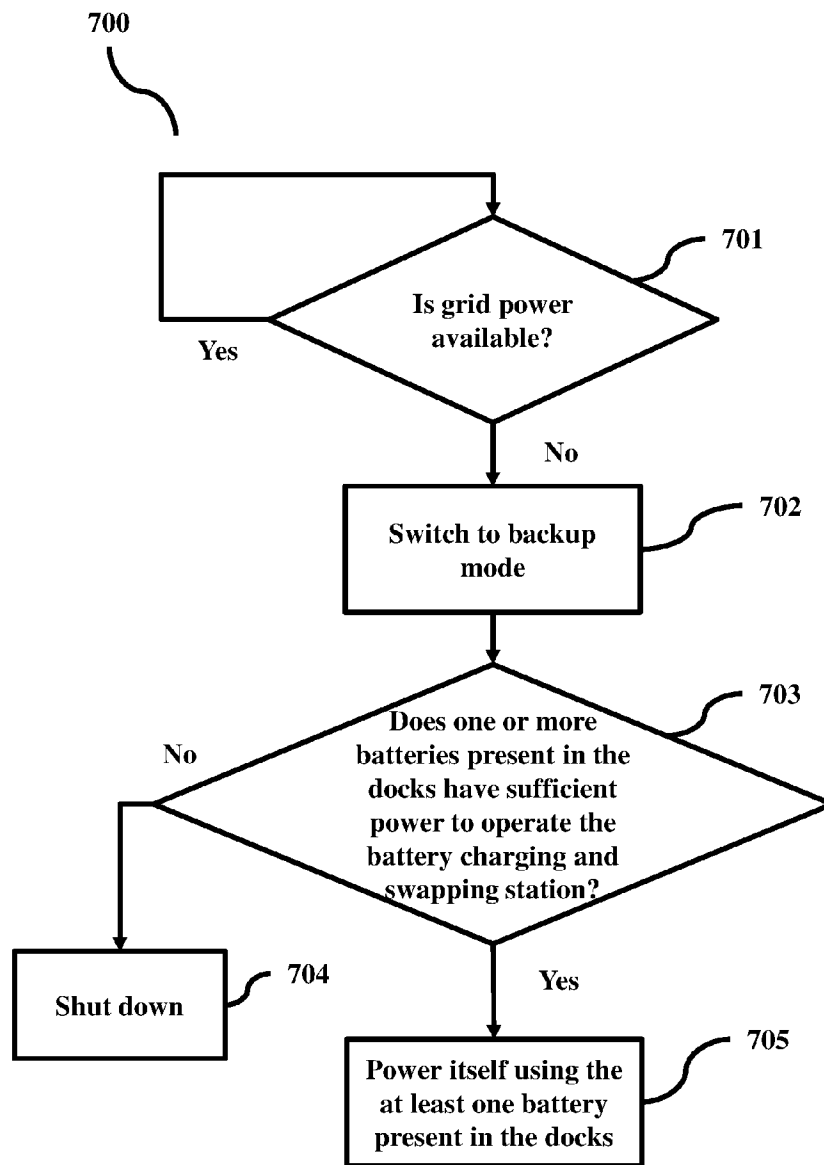 700
701
Is grid power
available?
Yes
No
702
Switch to backup
mode
703
Does one or more
batteries present in the
docks have sufficient
power to operate the
battery charging and
swapping station?
No
704
Shut down
Yes
705
Power itself using the
at least one battery
present in the docks